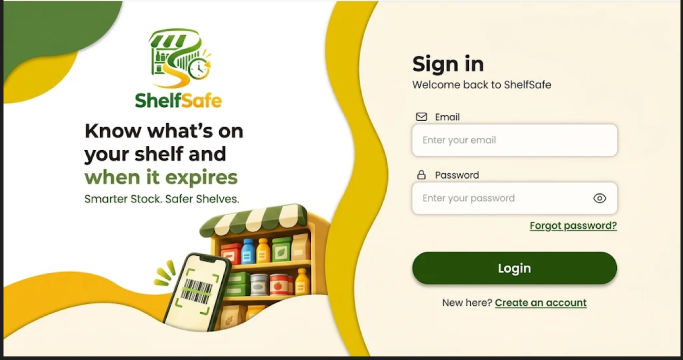 ShelfSafe
Know what's on
your shelf and
when it expires
Smarter Stock. Safer Shelves.
Sign in
Welcome back to ShelfSafe
Email
Enter your email
Password
Enter your password
Forgot password?
Login
New here? Create an account